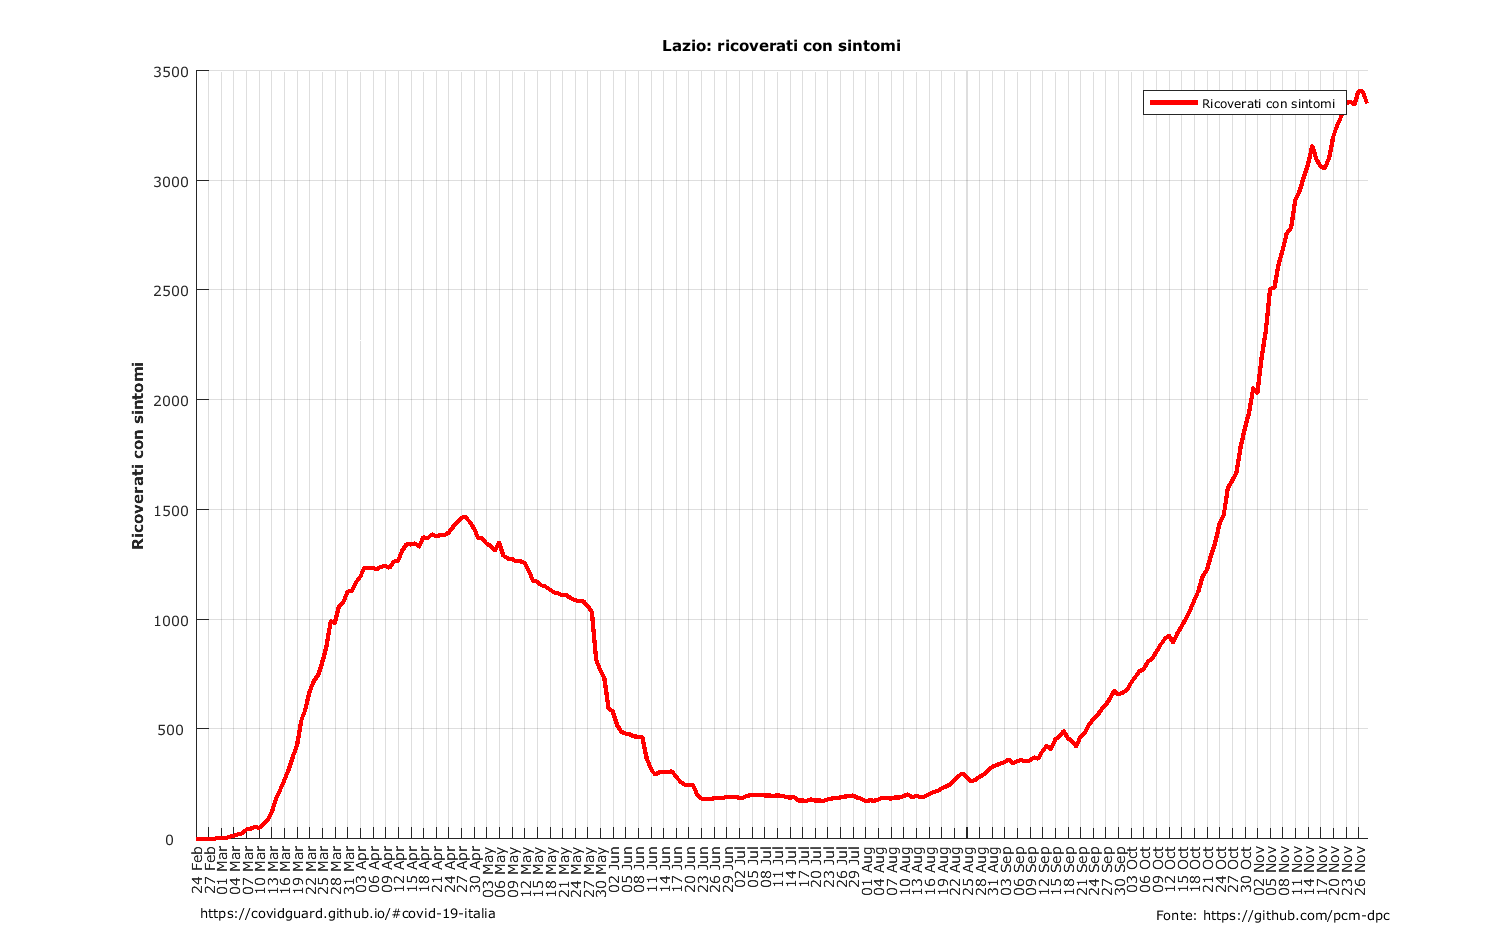 Lazio: ricoverati con sintomi
Ricoverati con sintomi
3500
3000
2500
2000
1500
1000
500
0
Ricoverati con sintomi
24 Feb
27 Feb
01 Mar
04 Mar
07 Mar
10 Mar
13 Mar
16 Mar
19 Mar
22 Mar
25 Mar
28 Mar
31 Mar
03 Apr
06 Apr
09 Apr
12 Apr
15 Apr
18 Apr
21 Apr
24 Apr
27 Apr
30 Apr
03 May
06 May
09 May
12 May
15 May
18 May
21 May
24 May
27 May
30 May
02 Jun
05 Jun
08 Jun
11 Jun
14 Jun
17 Jun
20 Jun
23 Jun
26 Jun
29 Jun
02 Jul
05 Jul
08 Jul
11 Jul
14 Jul
17 Jul
20 Jul
23 Jul
26 Jul
29 Jul
01 Aug
04 Aug
07 Aug
10 Aug
13 Aug
16 Aug
19 Aug
22 Aug
25 Aug
28 Aug
31 Aug
03 Sep
06 Sep
09 Sep
12 Sep
15 Sep
18 Sep
21 Sep
24 Sep
27 Sep
30 Sep
03 Oct
06 Oct
09 Oct
12 Oct
15 Oct
18 Oct
21 Oct
24 Oct
27 Oct
30 Oct
02 Nov
05 Nov
08 Nov
11 Nov
14 Nov
17 Nov
20 Nov
23 Nov
26 Nov
https://covidguard.github.io/#covid-19-italia
Fonte: https://github.com/pcm-dpc